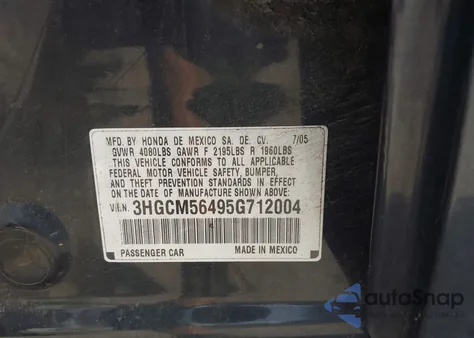 MFD. BY HONDA DE MEXICO SA. DE. CV. 7/05
GVWR 4080LBS GAWR F 2195LBS R 1960LBS
THIS VEHICLE CONFORMS TO ALL APPLICABLE
FEDERAL MOTOR VEHICLE SAFETY, BUMPER,
AND THEFT PREVENTION STANDARDS IN EFFECT
ON THE DATE OF MANUFACTURE SHOWN ABOVE.
V.I.N. 3HGCM56495G712004
PASSENGER CAR MADE IN MEXICO
autoSnap